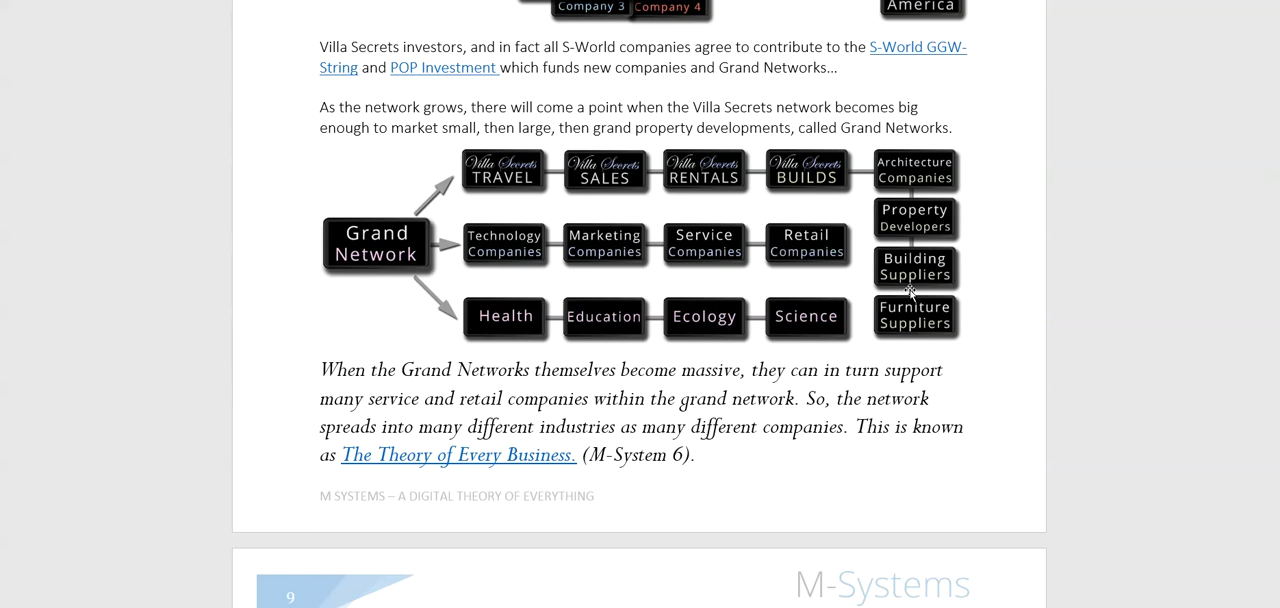 Company 3 Company 4 America
Villa Secrets investors, and in fact all S-World companies agree to contribute to the S-World GGW-
String and POP Investment which funds new companies and Grand Networks...
As the network grows, there will come a point when the Villa Secrets network becomes big
enough to market small, then large, then grand property developments, called Grand Networks.
Villa Secrets
TRAVEL
Villa Secrets
SALES
Villa Secrets
RENTALS
Villa Secrets
BUILDS
Architecture
Companies
Property
Developers
Grand
Network
Technology
Companies
Marketing
Companies
Service
Companies
Retail
Companies
Building
Suppliers
Health
Education
Ecology
Science
Furniture
Suppliers
When the Grand Networks themselves become massive, they can in turn support
many service and retail companies within the grand network. So, the network
spreads into many different industries as many different companies. This is known
as The Theory of Every Business. (M-System 6).
M SYSTEMS – A DIGITAL THEORY OF EVERYTHING
9
M-Systems